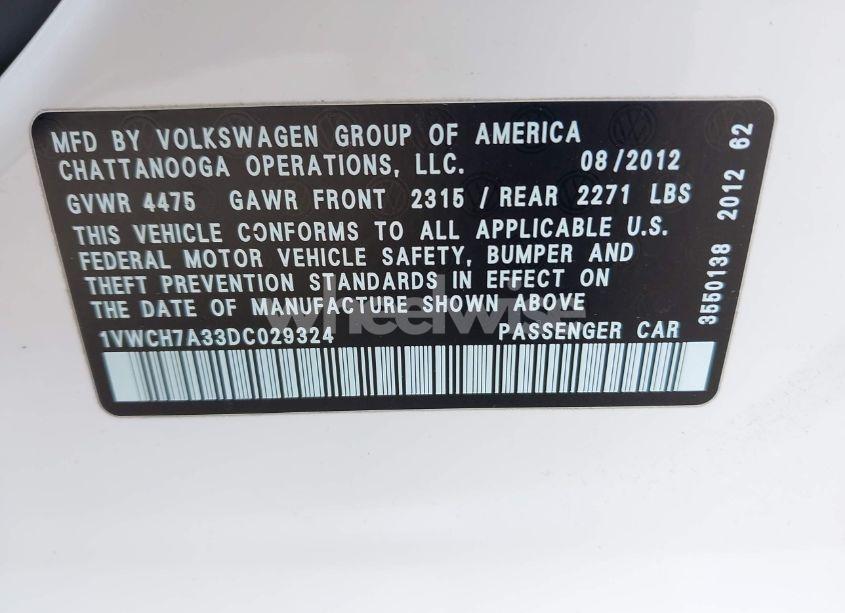 MFD BY VOLKSWAGEN GROUP OF AMERICA
CHATTANOOGA OPERATIONS, LLC. 08/2012
GVWR 4475 GAWR FRONT 2315 / REAR 2271 LBS
THIS VEHICLE CONFORMS TO ALL APPLICABLE U.S.
FEDERAL MOTOR VEHICLE SAFETY, BUMPER AND
THEFT PREVENTION STANDARDS IN EFFECT ON
THE DATE OF MANUFACTURE SHOWN ABOVE
1VWCH7A33DC029324 PASSENGER CAR
3550138 2012 62
wheelwise